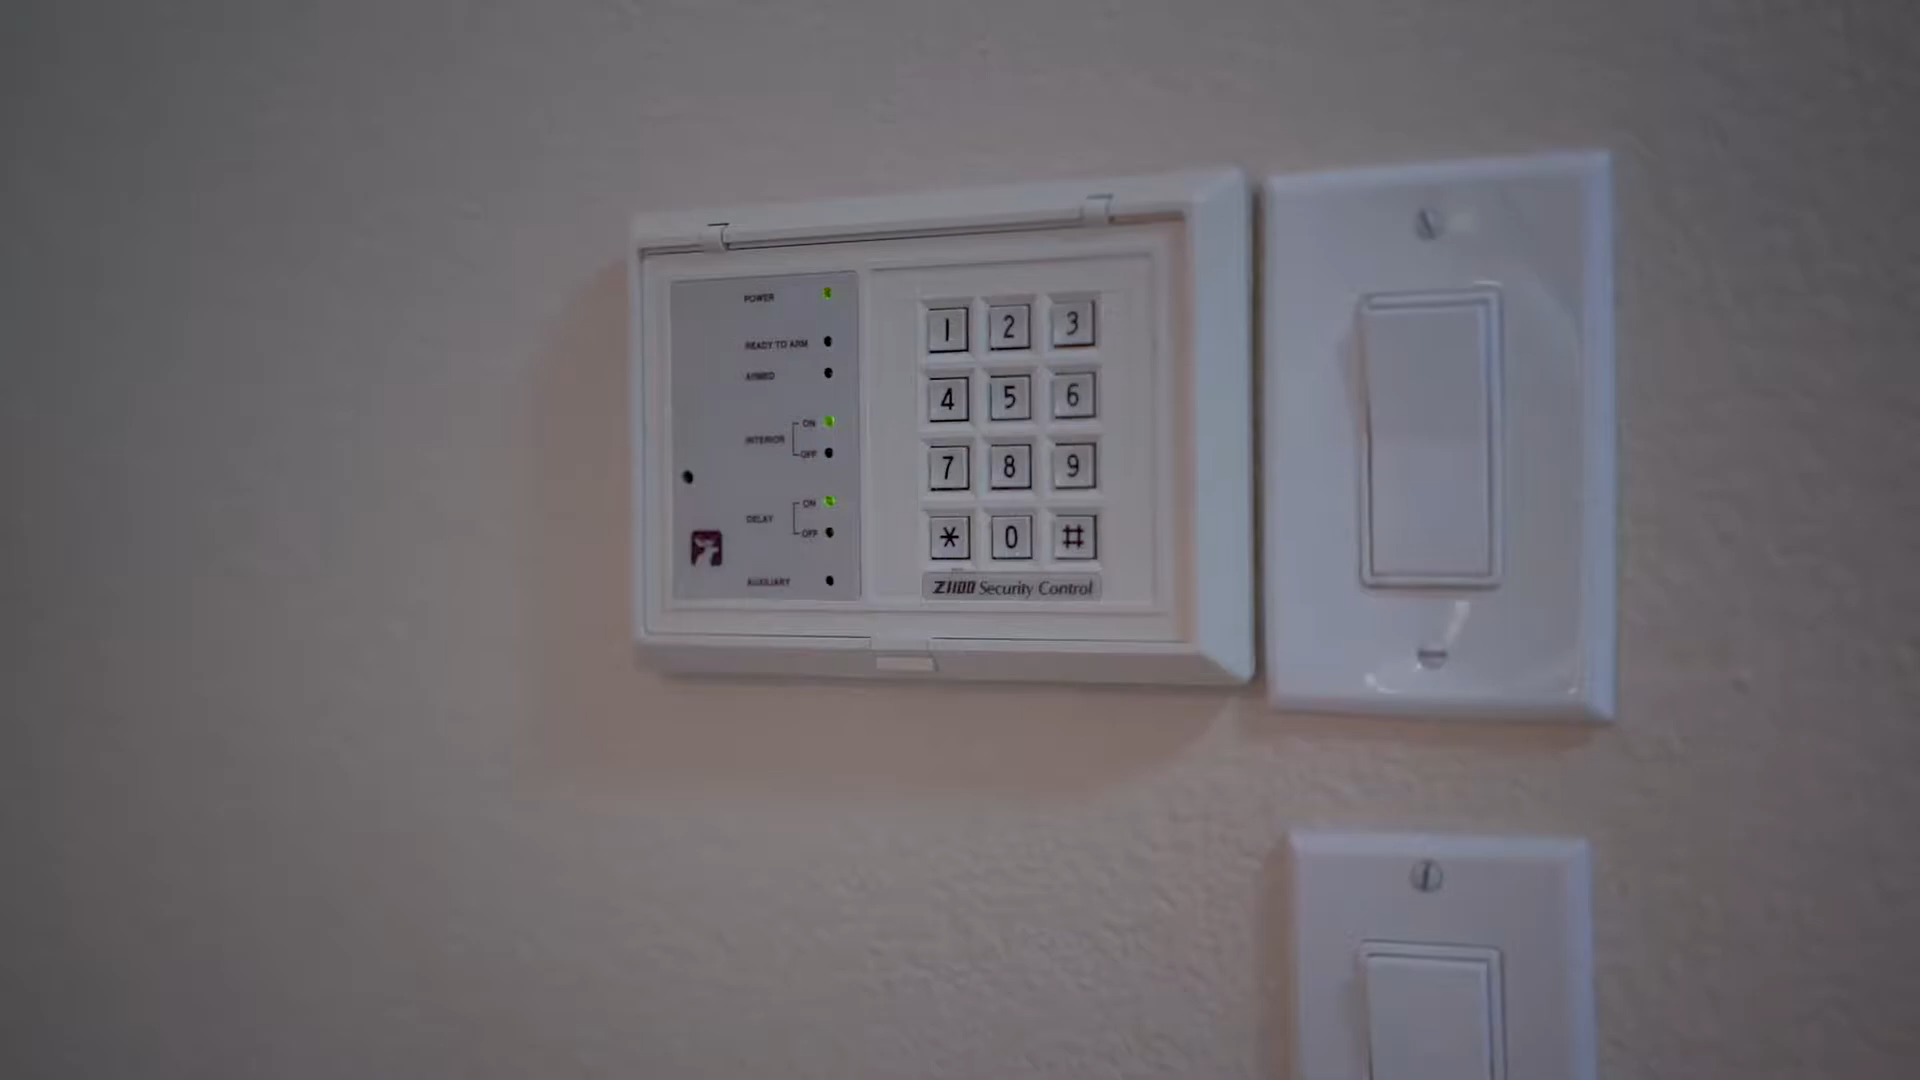 POWER
READY TO ARM
ARMED
INTERIOR
ON
OFF
DELAY
ON
OFF
AUXILIARY
1 2 3
4 5 6
7 8 9
* 0 #
Z1100 Security Control